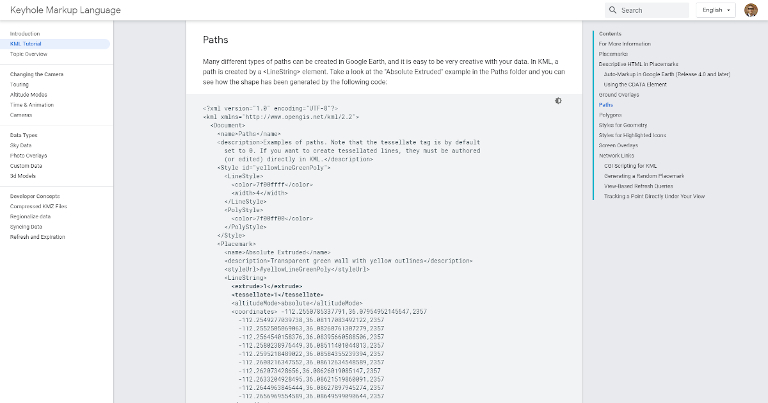 Keyhole Markup Language
Search
English
Introduction
KML Tutorial
Topic Overview
Changing the Camera
Touring
Altitude Modes
Time & Animation
Cameras
Data Types
Sky Data
Photo Overlays
Custom Data
3d Models
Developer Concepts
Compressed KMZ Files
Regionalize data
Syncing Data
Refresh and Expiration
Paths
Many different types of paths can be created in Google Earth, and it is easy to be very creative with your data. In KML, a
path is created by a <LineString> element. Take a look at the "Absolute Extruded" example in the Paths folder and you can
see how the shape has been generated by the following code:
<?xml version="1.0" encoding="UTF-8"?>
<kml xmlns="http://www.opengis.net/kml/2.2">
<Document>
<name>Paths</name>
<description>Examples of paths. Note that the tessellate tag is by default
set to 0. If you want to create tessellated lines, they must be authored
(or edited) directly in KML.</description>
<Style id="yellowLineGreenPoly">
<LineStyle>
<color>7f00ffff</color>
<width>4</width>
</LineStyle>
<PolyStyle>
<color>7f00ff00</color>
</PolyStyle>
</Style>
<Placemark>
<name>Absolute Extruded</name>
<description>Transparent green wall with yellow outlines</description>
<styleUrl>#yellowLineGreenPoly</styleUrl>
<LineString>
<extrude>1</extrude>
<tessellate>1</tessellate>
<altitudeMode>absolute</altitudeMode>
<coordinates> -112.2550785337791,36.07954952145647,2357
-112.2549277039738,36.08117083492122,2357
-112.2552505069063,36.08260761307279,2357
-112.2564540158376,36.08395660588506,2357
-112.2580238976449,36.08511401044813,2357
-112.2595218489022,36.08584355239394,2357
-112.2608216347552,36.08612634548589,2357
-112.262073428656,36.08626019085147,2357
-112.2633204928495,36.08621519860091,2357
-112.2644963846444,36.08627897945274,2357
-112.2656969554589,36.08649599090644,2357
Contents
For More Information
Placemarks
Descriptive HTML in Placemarks
Auto-Markup in Google Earth (Release 4.0 and later)
Using the CDATA Element
Ground Overlays
Paths
Polygons
Styles for Geometry
Styles for Highlighted Icons
Screen Overlays
Network Links
CGI Scripting for KML
Generating a Random Placemark
View-Based Refresh Queries
Tracking a Point Directly Under Your View